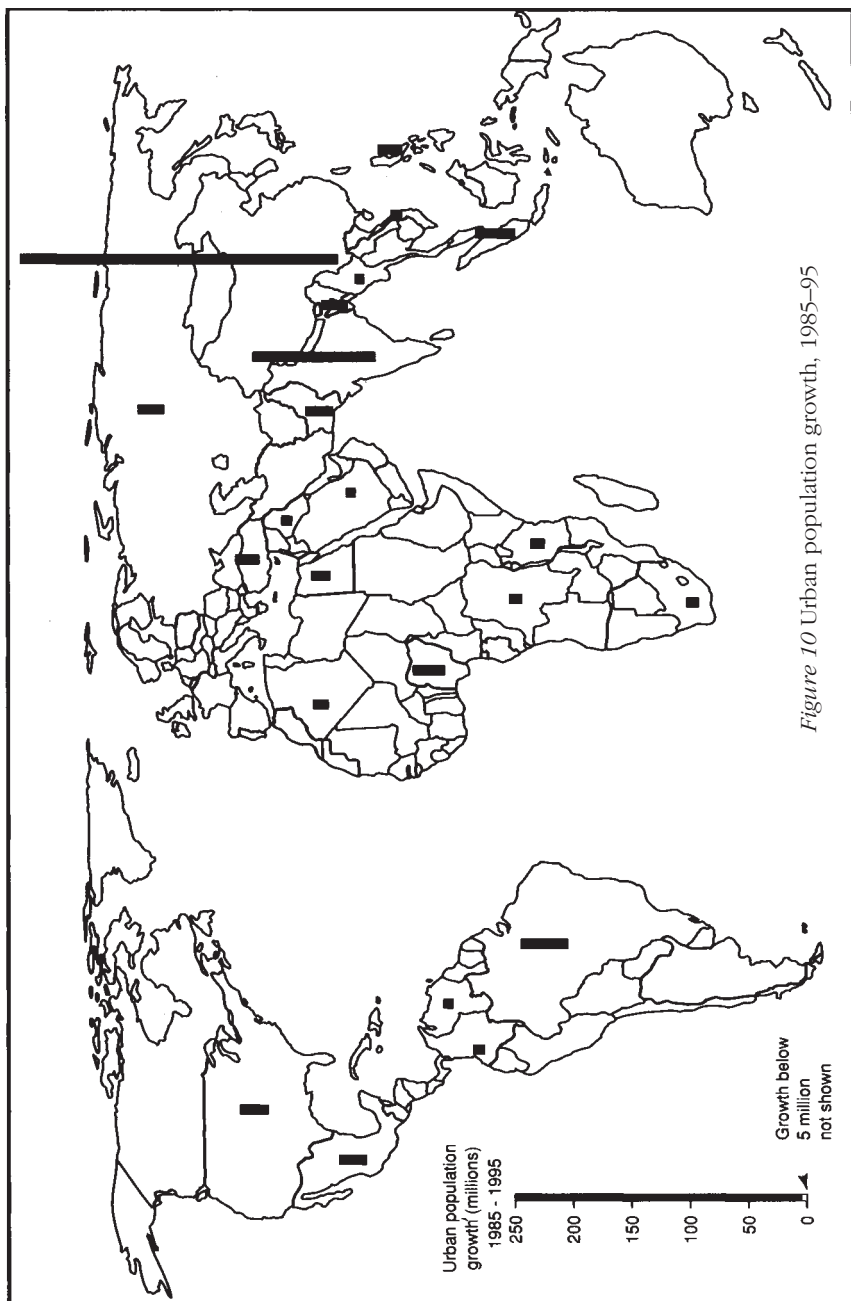 Urban population
growth' (millions)
1985 - 1995
250
200
150
100
50
0
Growth below
5 million
not shown
Figure 10 Urban population growth, 1985–95